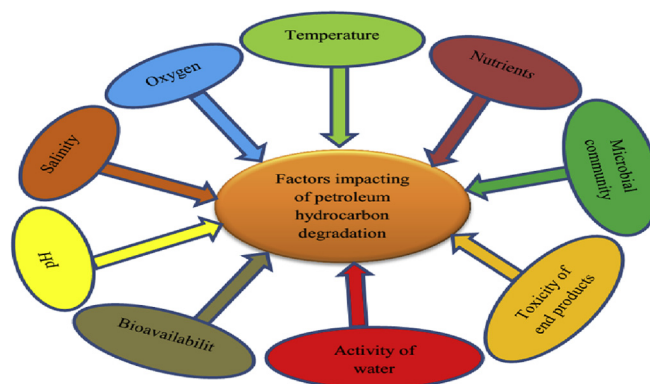 Temperature
Nutrients
Microbial
community
Toxicity of
end products
Activity of
water
Bioavailabilit
pH
Salinity
Oxygen
Factors impacting
of petroleum
hydrocarbon
degradation